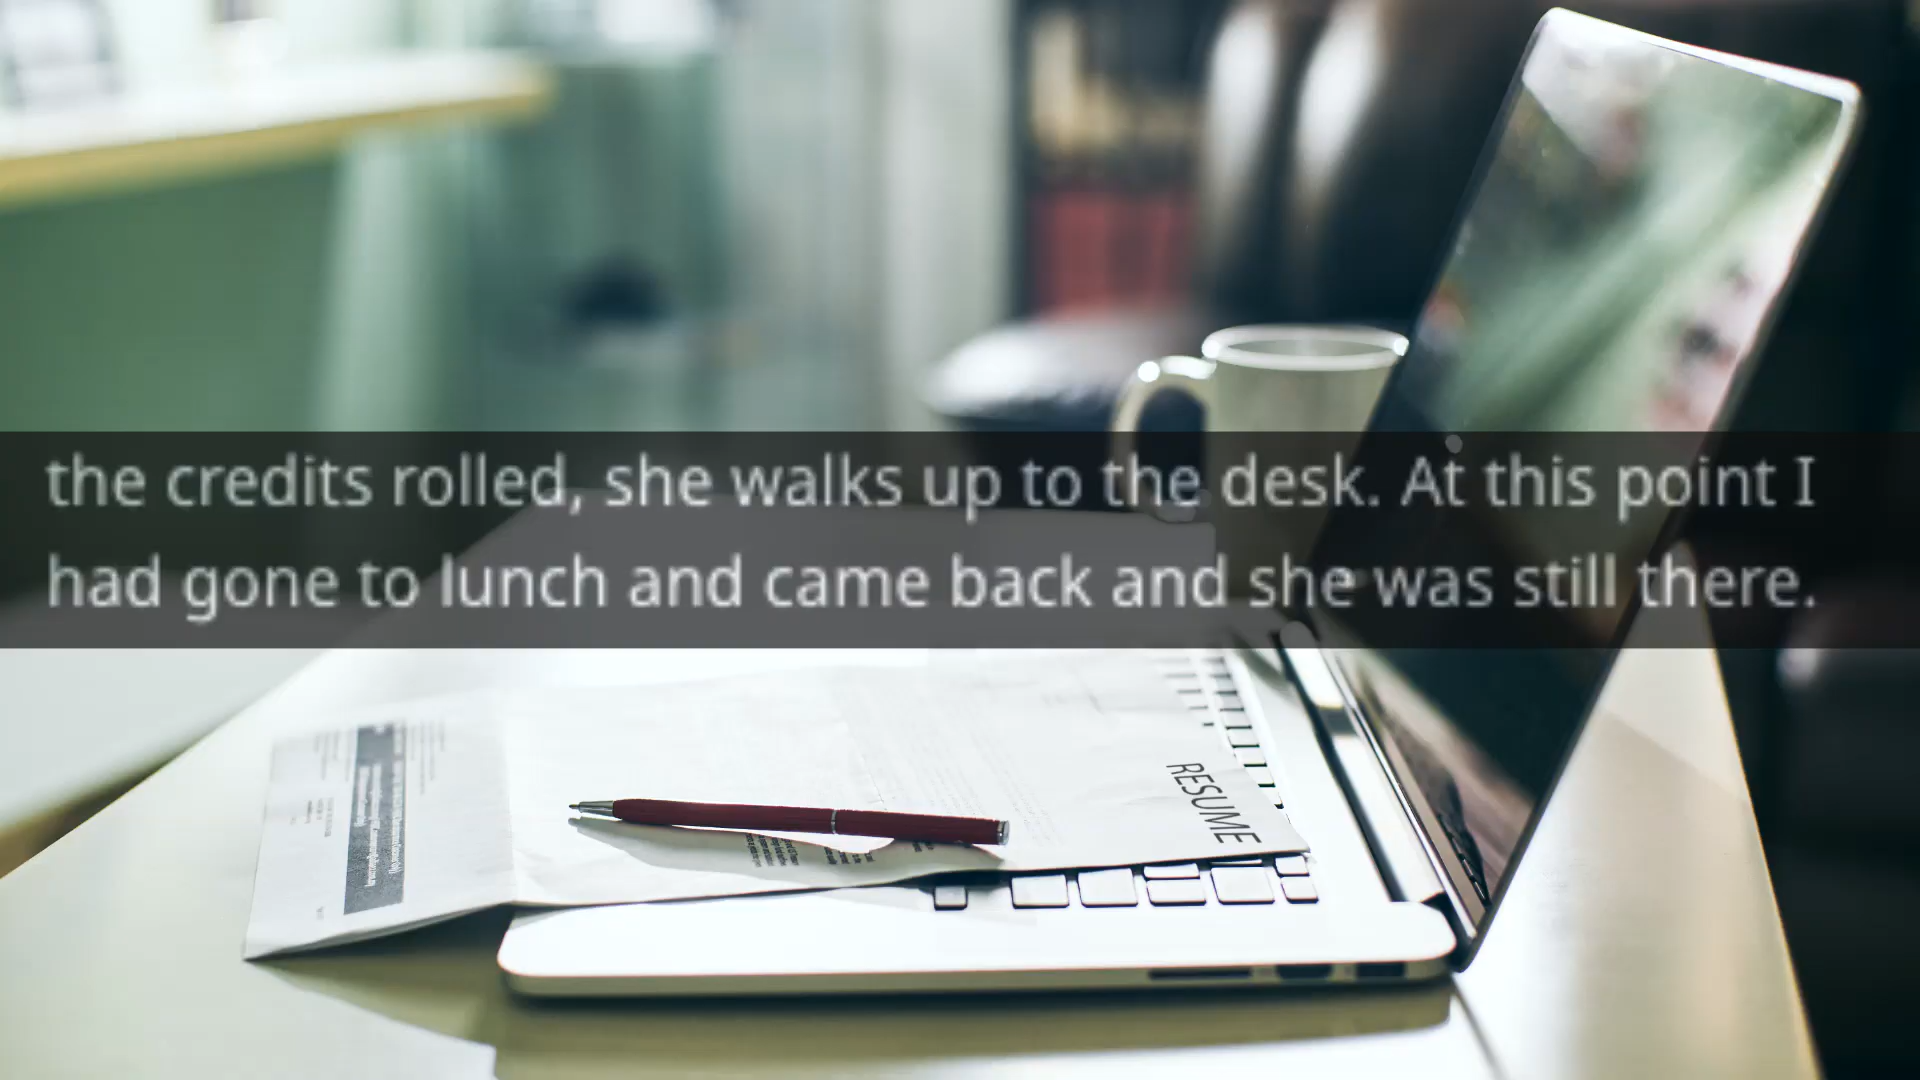 the credits rolled, she walks up to the desk. At this point I
had gone to lunch and came back and she was still there.
RESUME